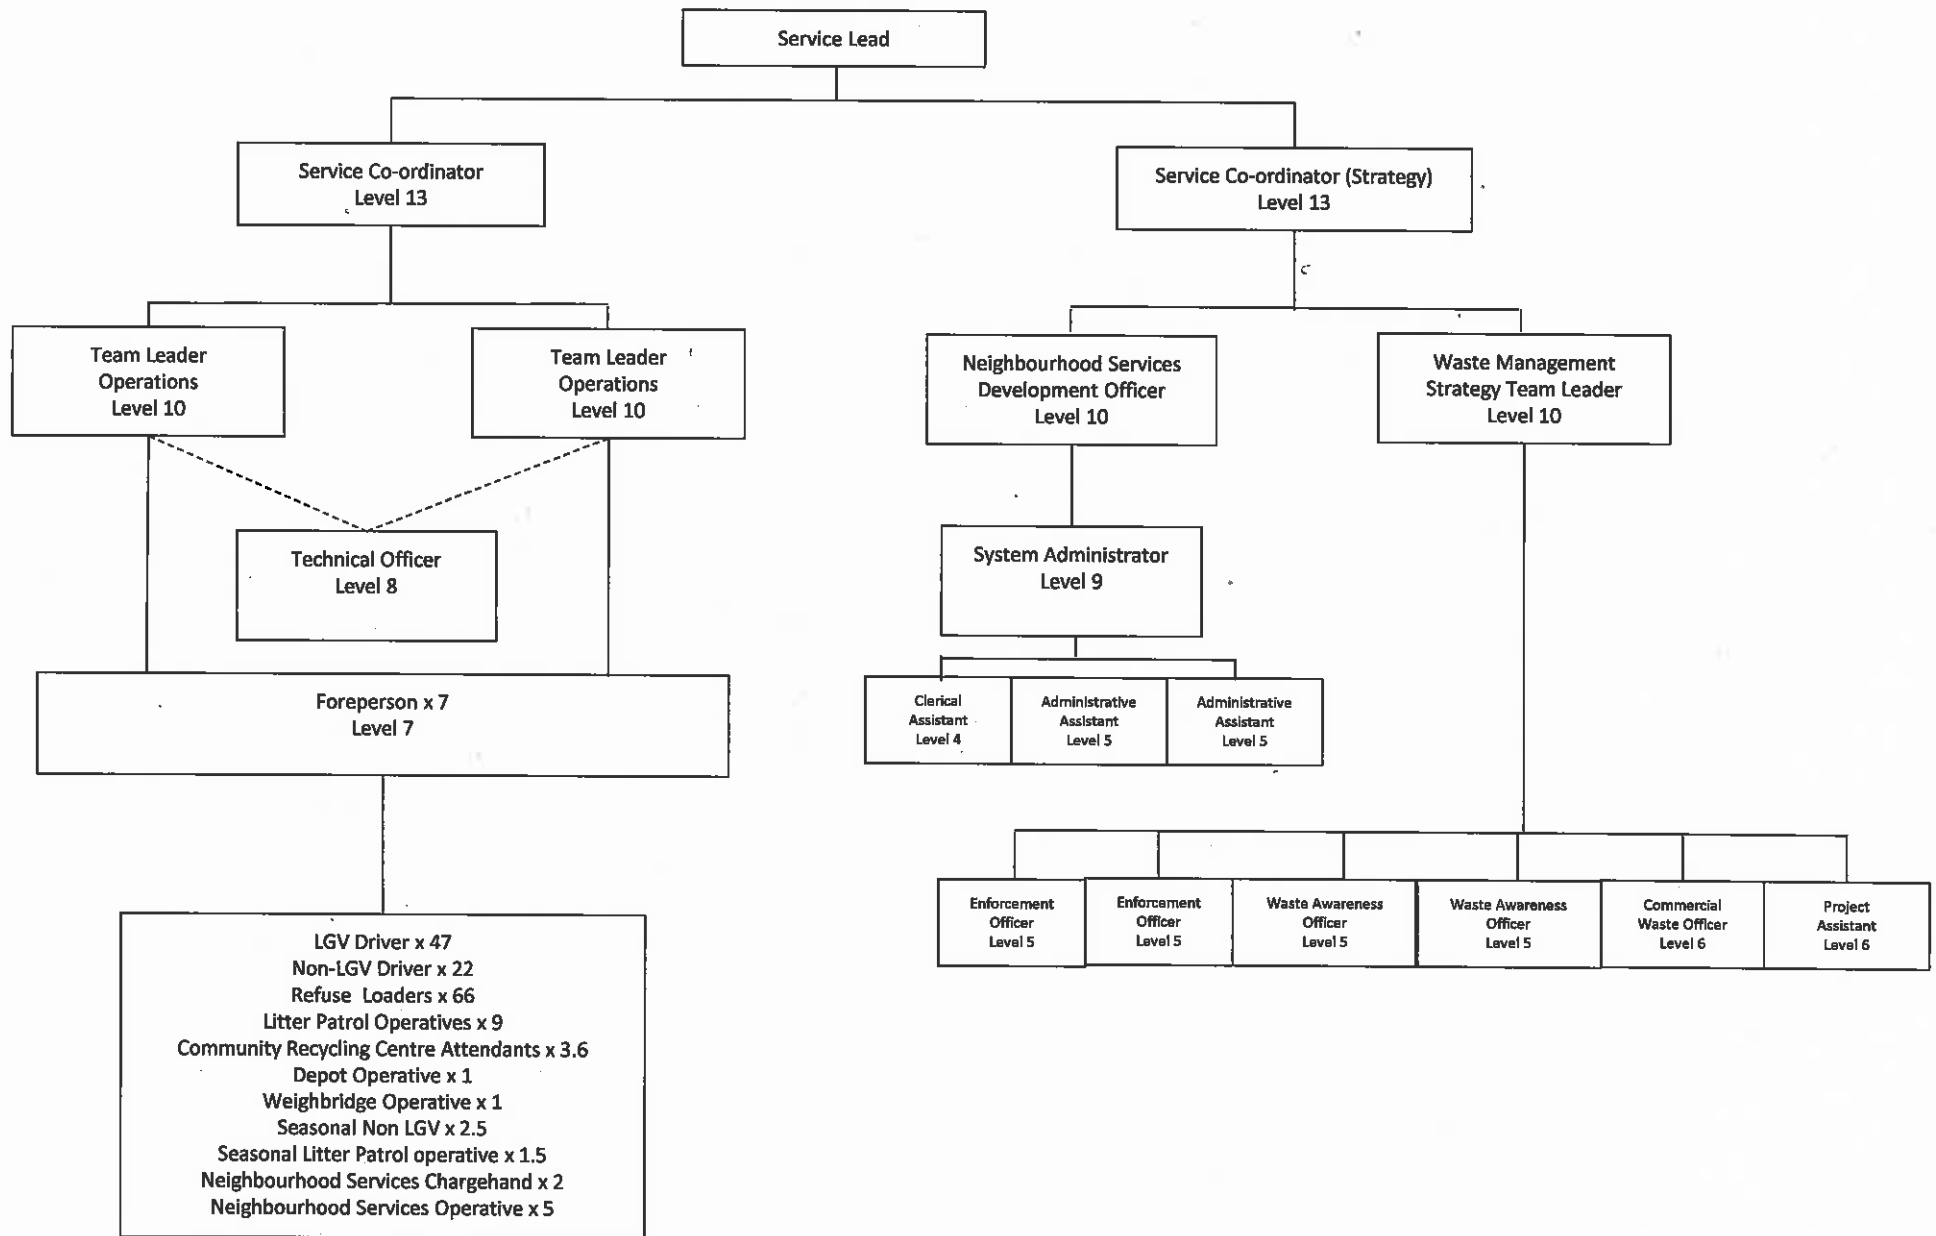 Service Lead
Service Co-ordinator
Level 13
Service Co-ordinator (Strategy)
Level 13
Team Leader
Operations
Level 10
Team Leader
Operations
Level 10
Neighbourhood Services
Development Officer
Level 10
Waste Management
Strategy Team Leader
Level 10
Technical Officer
Level 8
System Administrator
Level 9
Foreperson x 7
Level 7
Clerical
Assistant
Level 4
Administrative
Assistant
Level 5
Administrative
Assistant
Level 5
Enforcement
Officer
Level 5
Enforcement
Officer
Level 5
Waste Awareness
Officer
Level 5
Waste Awareness
Officer
Level 5
Commercial
Waste Officer
Level 6
Project
Assistant
Level 6
LGV Driver x 47
Non-LGV Driver x 22
Refuse Loaders x 66
Litter Patrol Operatives x 9
Community Recycling Centre Attendants x 3.6
Depot Operative x 1
Weighbridge Operative x 1
Seasonal Non LGV x 2.5
Seasonal Litter Patrol operative x 1.5
Neighbourhood Services Chargehand x 2
Neighbourhood Services Operative x 5